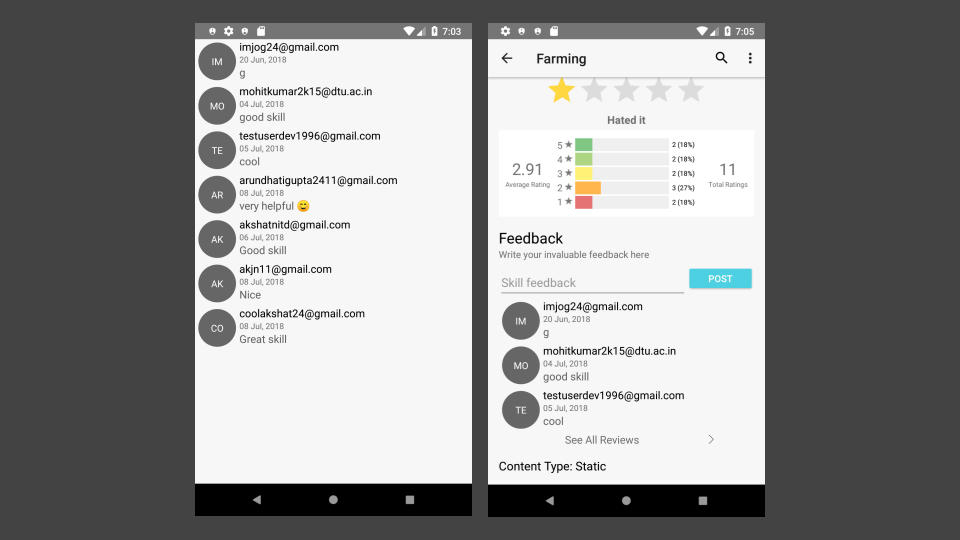 7:03
IM
imjog24@gmail.com
20 Jun, 2018
g
MO
mohitkumar2k15@dtu.ac.in
04 Jul, 2018
good skill
TE
testuserdev1996@gmail.com
05 Jul, 2018
cool
AR
arundhatigupta2411@gmail.com
08 Jul, 2018
very helpful 😊
AK
akshatnitd@gmail.com
06 Jul, 2018
Good skill
AK
akjn11@gmail.com
08 Jul, 2018
Nice
CO
coolakshat24@gmail.com
08 Jul, 2018
Great skill
7:05
Farming
Hated it
2.91
Average Rating
5 ★ 2 (18%)
4 ★ 2 (18%)
3 ★ 2 (18%)
2 ★ 3 (27%)
1 ★ 2 (18%)
11
Total Ratings
Feedback
Write your invaluable feedback here
Skill feedback
POST
IM
imjog24@gmail.com
20 Jun, 2018
g
MO
mohitkumar2k15@dtu.ac.in
04 Jul, 2018
good skill
TE
testuserdev1996@gmail.com
05 Jul, 2018
cool
See All Reviews
Content Type: Static